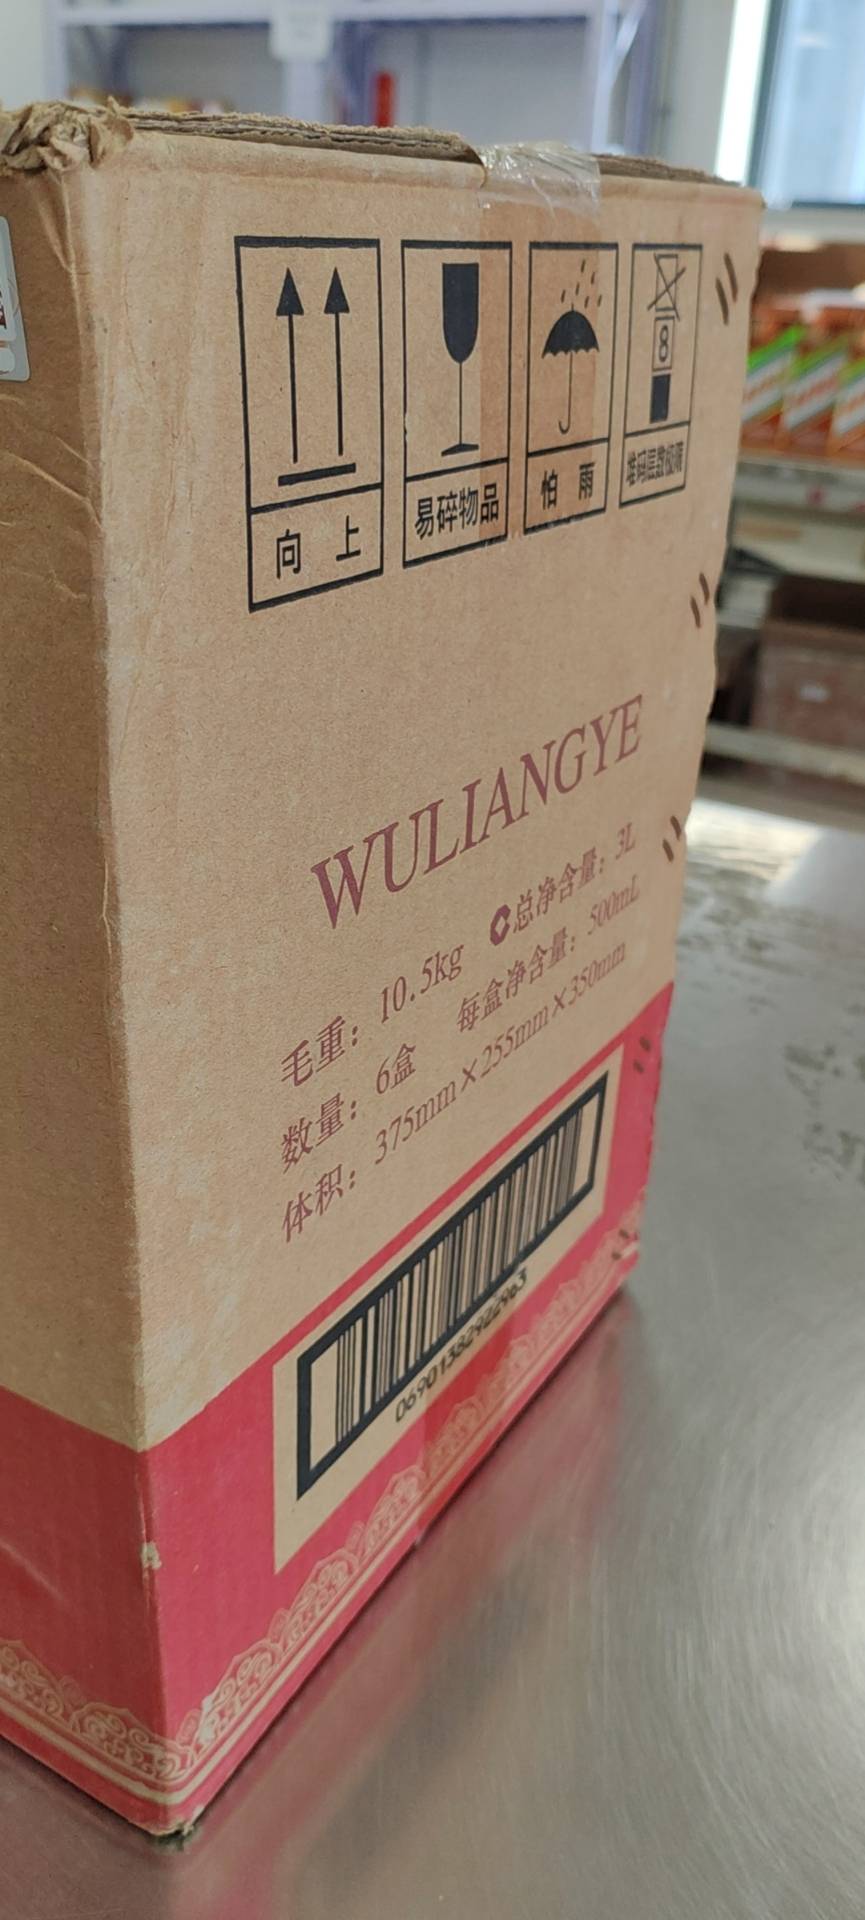 向 上
易碎物品
怕 雨
8
堆码层数极限
WULIANGYE
毛重：10.5kg 总净含量：3L
数量：6盒 每盒净含量：500mL
体积：375mm×255mm×350mm
06901382922963